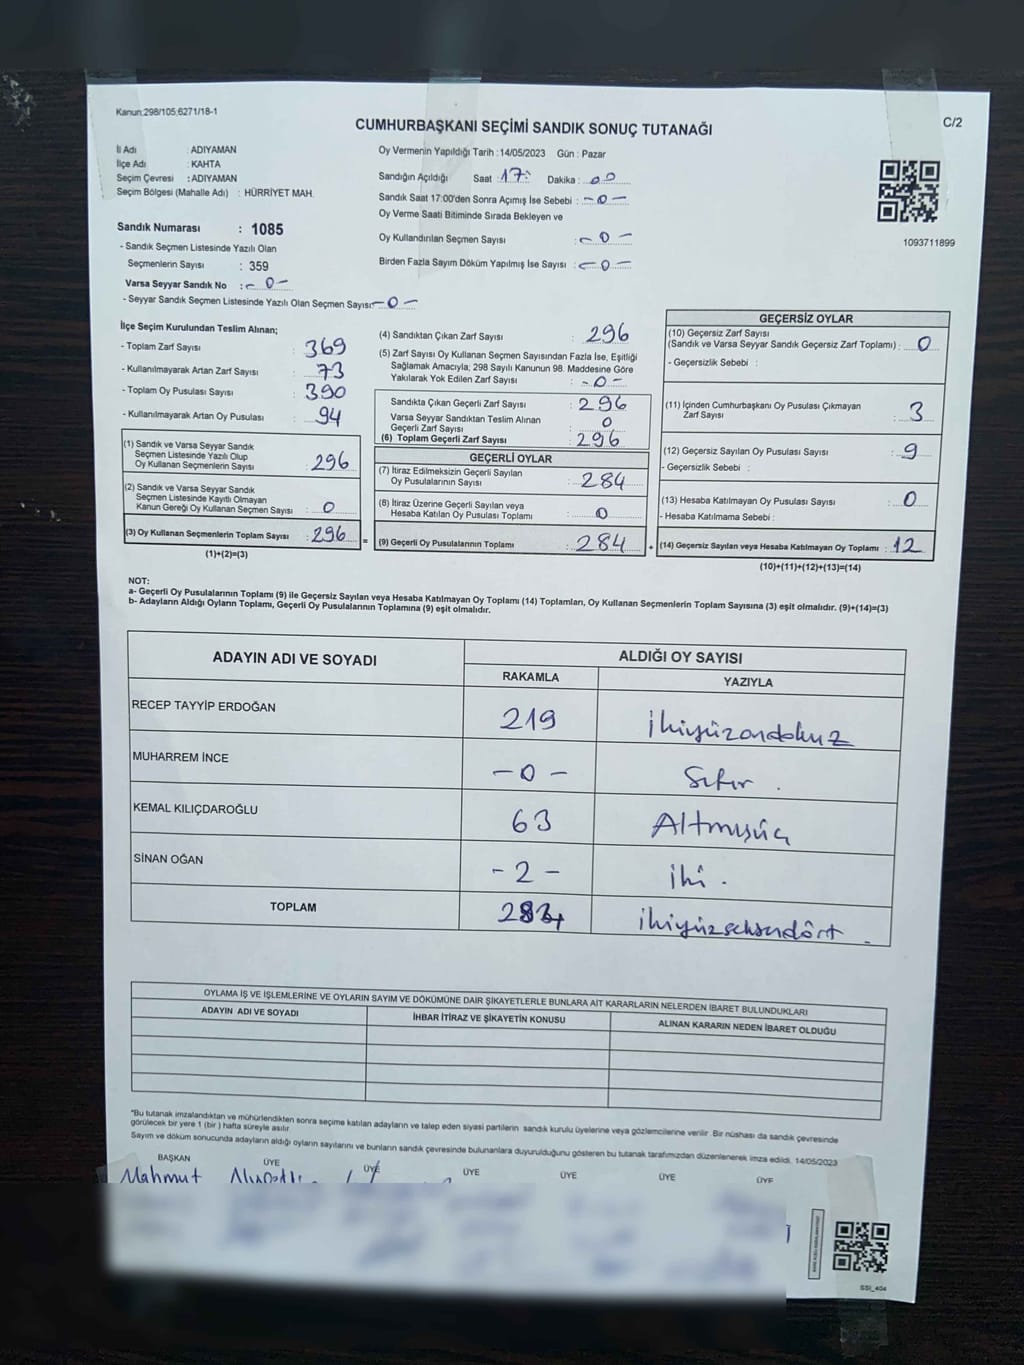 Kanun:298/105;6271/18-1
CUMHURBAŞKANI SEÇİMİ SANDIK SONUÇ TUTANAĞI
C/2
İl Adı : ADIYAMAN
İlçe Adı : KAHTA
Seçim Çevresi : ADIYAMAN
Seçim Bölgesi (Mahalle Adı) : HÜRRİYET MAH.
Sandık Numarası : 1085
- Sandık Seçmen Listesinde Yazılı Olan
Seçmenlerin Sayısı : 359
Varsa Seyyar Sandık No : - 0 -
- Seyyar Sandık Seçmen Listesinde Yazılı Olan Seçmen Sayısı: - 0 -
Oy Vermenin Yapıldığı Tarih : 14/05/2023 Gün : Pazar
Sandığın Açıldığı Saat : 17: Dakika : 00
Sandık Saat 17:00'den Sonra Açımış İse Sebebi : - 0 -
Oy Verme Saati Bitiminde Sırada Bekleyen ve
Oy Kullandırılan Seçmen Sayısı : - 0 -
Birden Fazla Sayım Döküm Yapılmış İse Sayısı : - 0 -
1093711899
İlçe Seçim Kurulundan Teslim Alınan;
- Toplam Zarf Sayısı : 369
- Kullanılmayarak Artan Zarf Sayısı : 73
- Toplam Oy Pusulası Sayısı : 390
- Kullanılmayarak Artan Oy Pusulası : 94
(1) Sandık ve Varsa Seyyar Sandık
Seçmen Listesinde Yazılı Olup
Oy Kullanan Seçmenlerin Sayısı : 296
(2) Sandık ve Varsa Seyyar Sandık
Seçmen Listesinde Kayıtlı Olmayan
Kanun Gereği Oy Kullanan Seçmen Sayısı : 0
(3) Oy Kullanan Seçmenlerin Toplam Sayısı : 296
(1)+(2)=(3)
(4) Sandıktan Çıkan Zarf Sayısı : 296
(5) Zarf Sayısı Oy Kullanan Seçmen Sayısından Fazla İse, Eşitliği
Sağlamak Amacıyla; 298 Sayılı Kanunun 98. Maddesine Göre
Yakılarak Yok Edilen Zarf Sayısı : - 0 -
Sandıkta Çıkan Geçerli Zarf Sayısı : 296
Varsa Seyyar Sandıktan Teslim Alınan
Geçerli Zarf Sayısı : 0
(6) Toplam Geçerli Zarf Sayısı : 296
GEÇERLİ OYLAR
(7) İtiraz Edilmeksizin Geçerli Sayılan
Oy Pusulalarının Sayısı : 284
(8) İtiraz Üzerine Geçerli Sayılan veya
Hesaba Katılan Oy Pusulası Toplamı : 0
= (9) Geçerli Oy Pusulalarının Toplamı : 284
GEÇERSİZ OYLAR
(10) Geçersiz Zarf Sayısı
(Sandık ve Varsa Seyyar Sandık Geçersiz Zarf Toplamı) : 0
- Geçersizlik Sebebi :
(11) İçinden Cumhurbaşkanı Oy Pusulası Çıkmayan
Zarf Sayısı : 3
(12) Geçersiz Sayılan Oy Pusulası Sayısı : 9
- Geçersizlik Sebebi :
(13) Hesaba Katılmayan Oy Pusulası Sayısı : 0
- Hesaba Katılmama Sebebi :
+ (14) Geçersiz Sayılan veya Hesaba Katılmayan Oy Toplamı : 12
(10)+(11)+(12)+(13)=(14)
NOT:
a- Geçerli Oy Pusulalarının Toplamı (9) ile Geçersiz Sayılan veya Hesaba Katılmayan Oy Toplamı (14) Toplamları, Oy Kullanan Seçmenlerin Toplam Sayısına (3) eşit olmalıdır. (9)+(14)=(3)
b- Adayların Aldığı Oyların Toplamı, Geçerli Oy Pusulalarının Toplamına (9) eşit olmalıdır.
ADAYIN ADI VE SOYADI ALDIĞI OY SAYISI
RAKAMLA YAZIYLA
RECEP TAYYİP ERDOĞAN 219 ikiyüzondokuz
MUHARREM İNCE - 0 - Sıfır .
KEMAL KILIÇDAROĞLU 63 Altmışüç
SİNAN OĞAN - 2 - iki .
TOPLAM 284 ikiyüzseksendört
OYLAMA İŞ VE İŞLEMLERİNE VE OYLARIN SAYIM VE DÖKÜMÜNE DAİR ŞİKAYETLERLE BUNLARA AİT KARARLARIN NELERDEN İBARET BULUNDUKLARI
ADAYIN ADI VE SOYADI İHBAR İTİRAZ VE ŞİKAYETİN KONUSU ALINAN KARARIN NEDEN İBARET OLDUĞU
*Bu tutanak imzalandıktan ve mühürlendikten sonra seçime katılan adayların ve talep eden siyasi partilerin sandık kurulu üyelerine veya gözlemcilerine verilir. Bir nüshası da sandık çevresinde
görülecek bir yere 1 (bir ) hafta süreyle asılır.
Sayım ve döküm sonucunda adayların aldığı oyların sayılarını ve bunların sandık çevresinde bulunanlara duyurulduğunu gösteren bu tutanak tarafımızdan düzenlenerek imza edildi. 14/05/2023
BAŞKAN ÜYE ÜYE ÜYE ÜYE ÜYE ÜYE
Mahmut
SSI_404